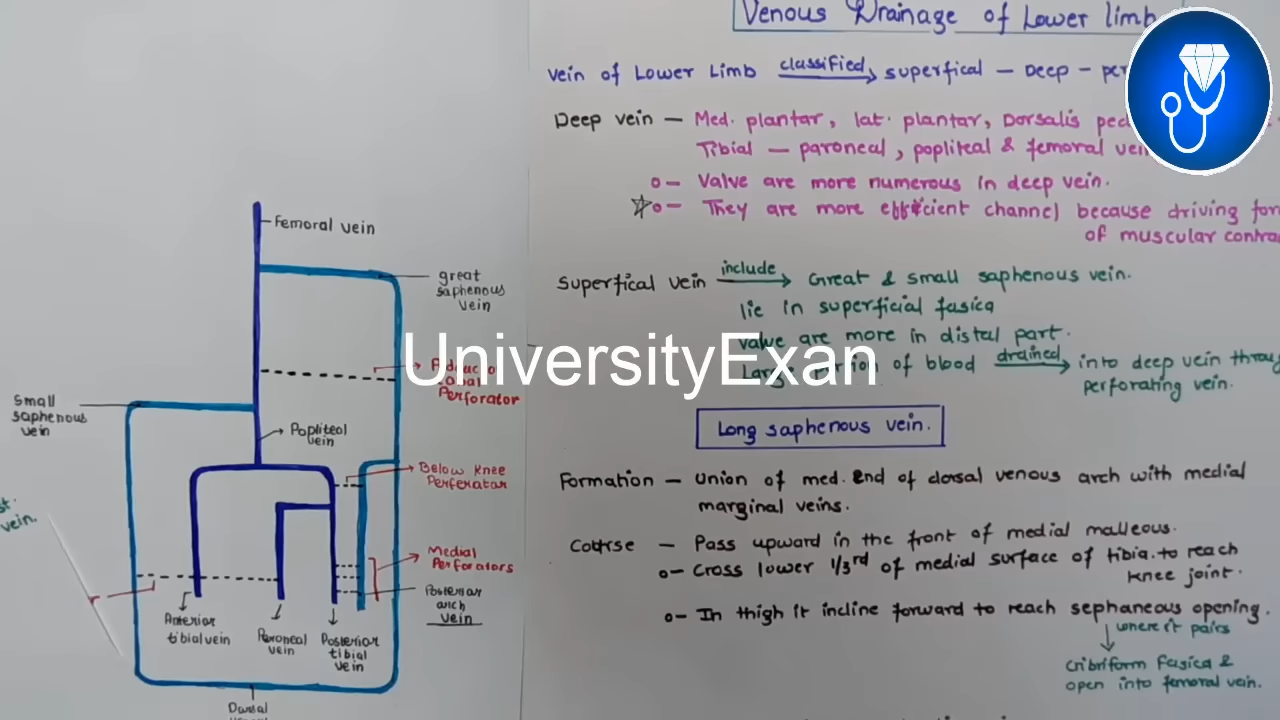 Venous Drainage of Lower limb
Vein of Lower Limb classified superfical – Deep –
Deep vein – Med. plantar, lat. plantar, Dorsalis
Tibial – paroneal, popliteal & femoral
o– Valve are more numerous in deep vein.
o– They are more efficient channel because driving
of muscular
Superfical vein include Great & small saphenous vein.
lie in superficial fasica
valve are more in distal part.
Large portion of blood drained into deep vein
perforating vein.
Long saphenous vein.
Formation – Union of med. End of dorsal venous arch with medial
marginal veins.
Course – Pass upward in the front of medial malleous.
o– Cross lower 1/3rd of medial surface of tibia. to reach
knee joint.
o– In thigh it incline forward to reach sephaneous opening.
where it pairs
Cribriform Fasica &
open into femoral vein.
Femoral vein
great
saphenous
vein
Perforator
Small
saphenous
vein
Popliteol
vein
Below knee
Perferator
Medial
Perforators
Posterior
arch
vein
Anterior
tibial vein
Peroneal
vein
Posterior
tibial
vein
vein.
Dorsal
UniversityExan